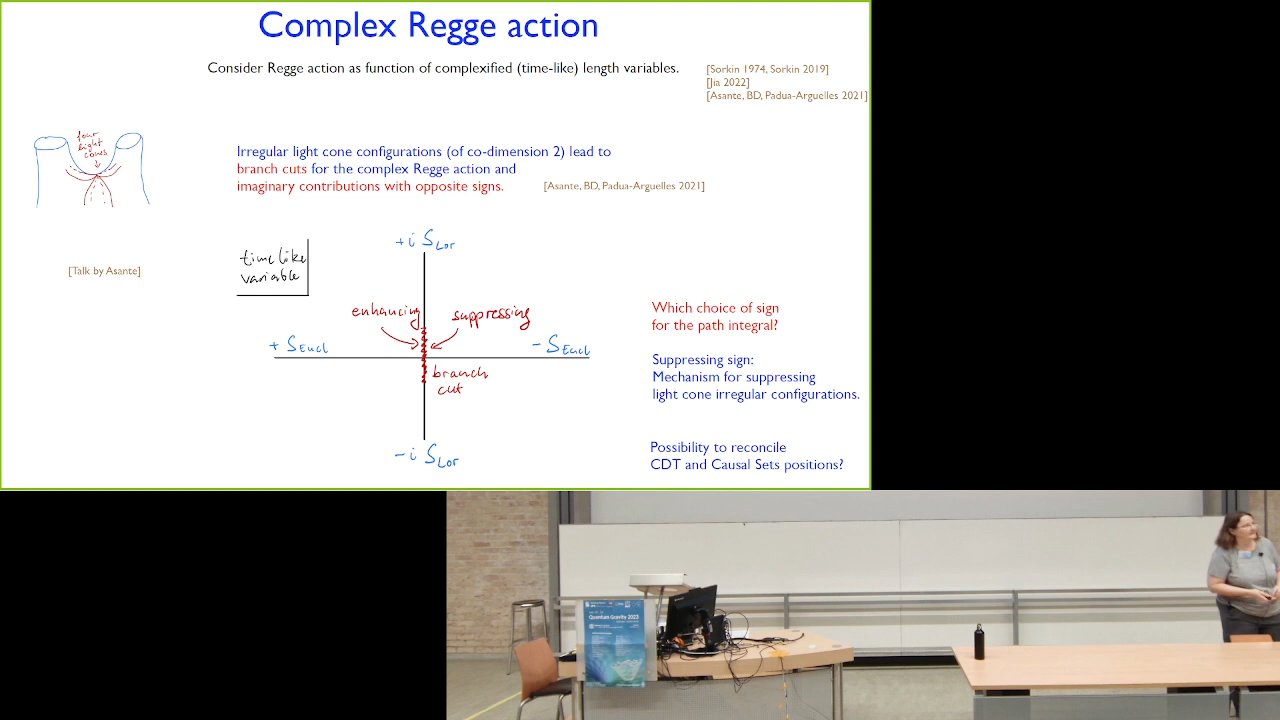 Complex Regge action
Consider Regge action as function of complexified (time-like) length variables.
[Sorkin 1974, Sorkin 2019]
[Jia 2022]
[Asante, BD, Padua-Arguelles 2021]
four
light
cones
Irregular light cone configurations (of co-dimension 2) lead to
branch cuts for the complex Regge action and
imaginary contributions with opposite signs.
[Asante, BD, Padua-Arguelles 2021]
[Talk by Asante]
time like
variable
+i S_Lor
enhancing
suppressing
+ S_Eucl
- S_Eucl
branch
cut
-i S_Lor
Which choice of sign
for the path integral?
Suppressing sign:
Mechanism for suppressing
light cone irregular configurations.
Possibility to reconcile
CDT and Causal Sets positions?
Quantum Gravity 2023